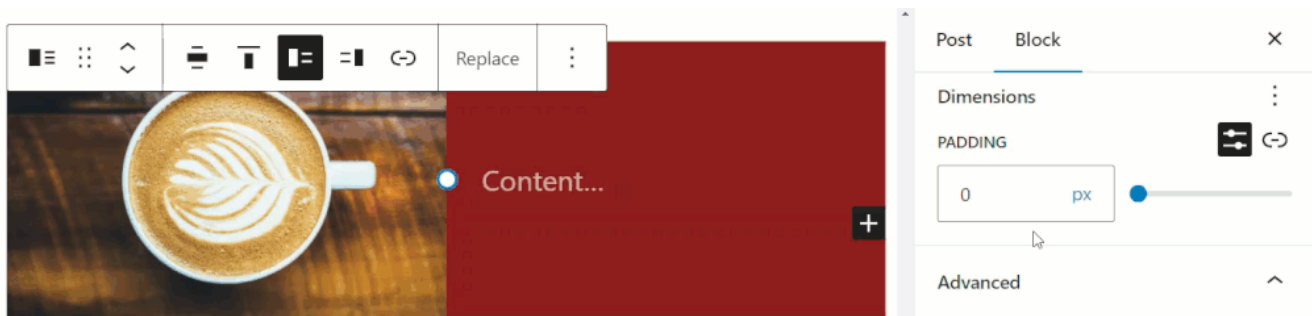 Replace
Content...
Post Block
Dimensions
PADDING
0 px
Advanced